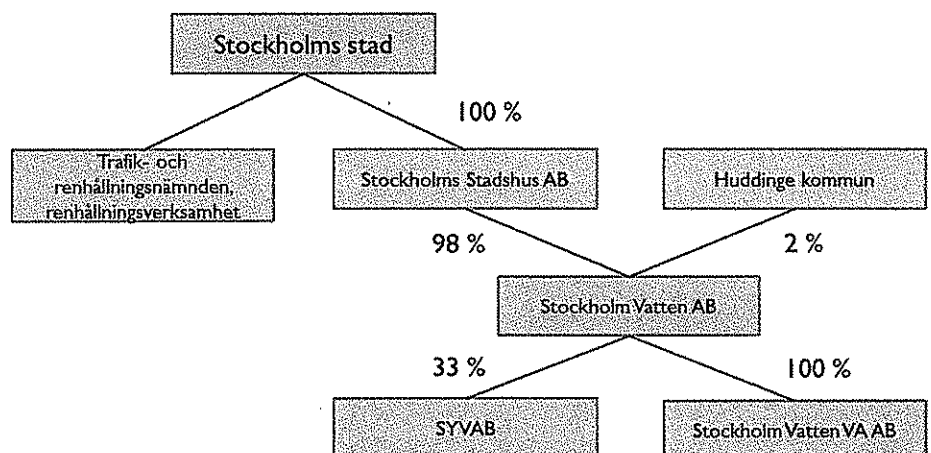 Stockholms stad
100 %
Trafik- och
renhållningsnämnden,
renhållningsverksamhet
Stockholms Stadshus AB
Huddinge kommun
98 %
2 %
Stockholm Vatten AB
33 %
100 %
SYVAB
Stockholm Vatten VA AB